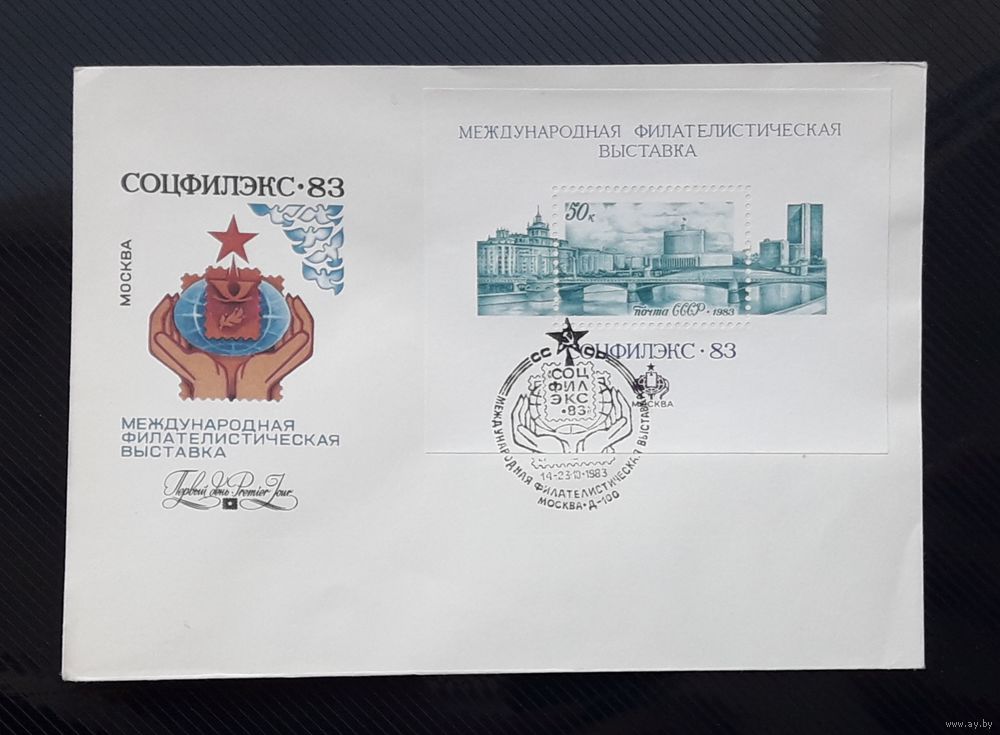 СОЦФИЛЭКС·83
МОСКВА
МЕЖДУНАРОДНАЯ
ФИЛАТЕЛИСТИЧЕСКАЯ
ВЫСТАВКА
Первый день Premier Jour
МЕЖДУНАРОДНАЯ ФИЛАТЕЛИСТИЧЕСКАЯ
ВЫСТАВКА
50к
почта СССР·1983
СОЦФИЛЭКС·83
МОСКВА
СССР
СОЦ
ФИЛ
ЭКС
·83·
14-23·10·1983
МЕЖДУНАРОДНАЯ ФИЛАТЕЛИСТИЧЕСКАЯ ВЫСТАВКА
МОСКВА·Д-100
www.ay.by